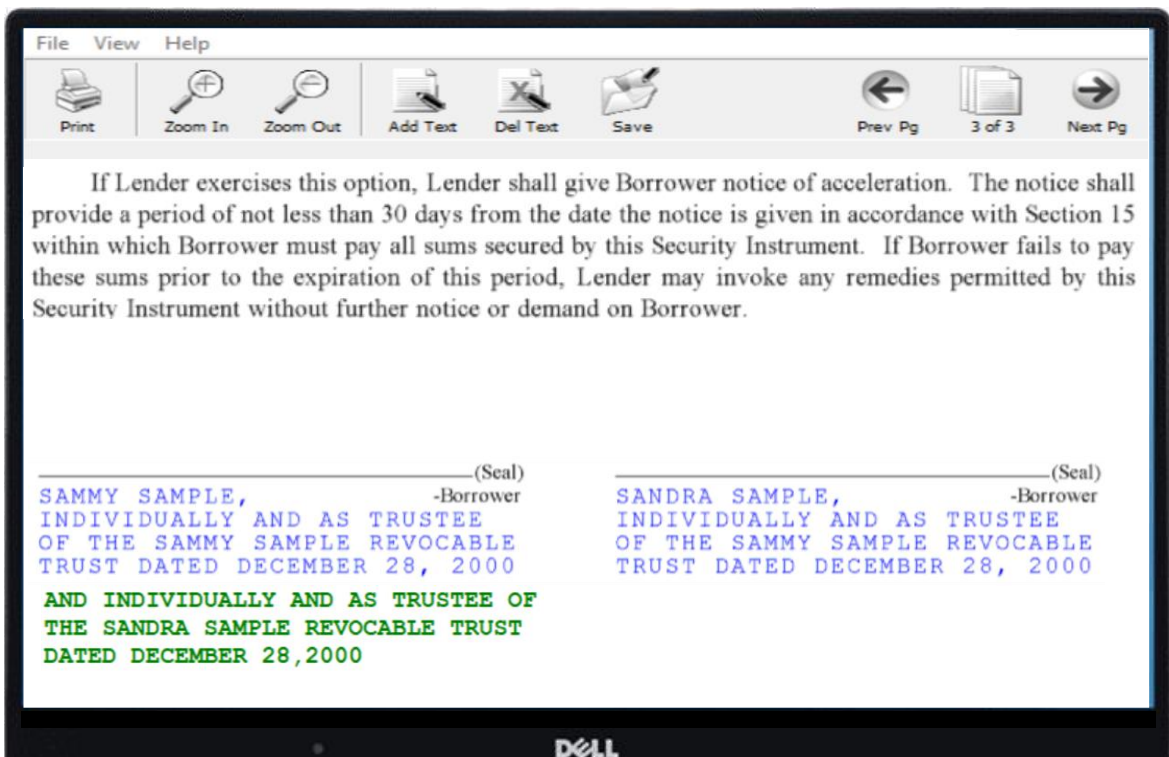 File View Help
Print Zoom In Zoom Out Add Text Del Text Save Prev Pg 3 of 3 Next Pg
If Lender exercises this option, Lender shall give Borrower notice of acceleration. The notice shall
provide a period of not less than 30 days from the date the notice is given in accordance with Section 15
within which Borrower must pay all sums secured by this Security Instrument. If Borrower fails to pay
these sums prior to the expiration of this period, Lender may invoke any remedies permitted by this
Security Instrument without further notice or demand on Borrower.
(Seal)
SAMMY SAMPLE, -Borrower
INDIVIDUALLY AND AS TRUSTEE
OF THE SAMMY SAMPLE REVOCABLE
TRUST DATED DECEMBER 28, 2000
AND INDIVIDUALLY AND AS TRUSTEE OF
THE SANDRA SAMPLE REVOCABLE TRUST
DATED DECEMBER 28,2000
(Seal)
SANDRA SAMPLE, -Borrower
INDIVIDUALLY AND AS TRUSTEE
OF THE SAMMY SAMPLE REVOCABLE
TRUST DATED DECEMBER 28, 2000
DELL